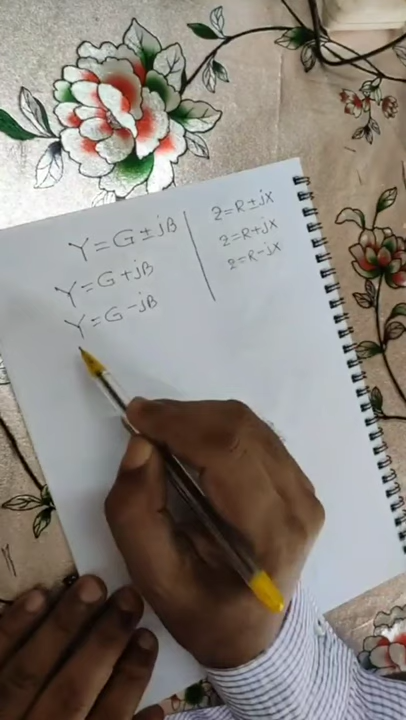 Y = G ± jB
Y = G + jB
Y = G - jB
Z = R ± jX
Z = R + jX
Z = R - jX